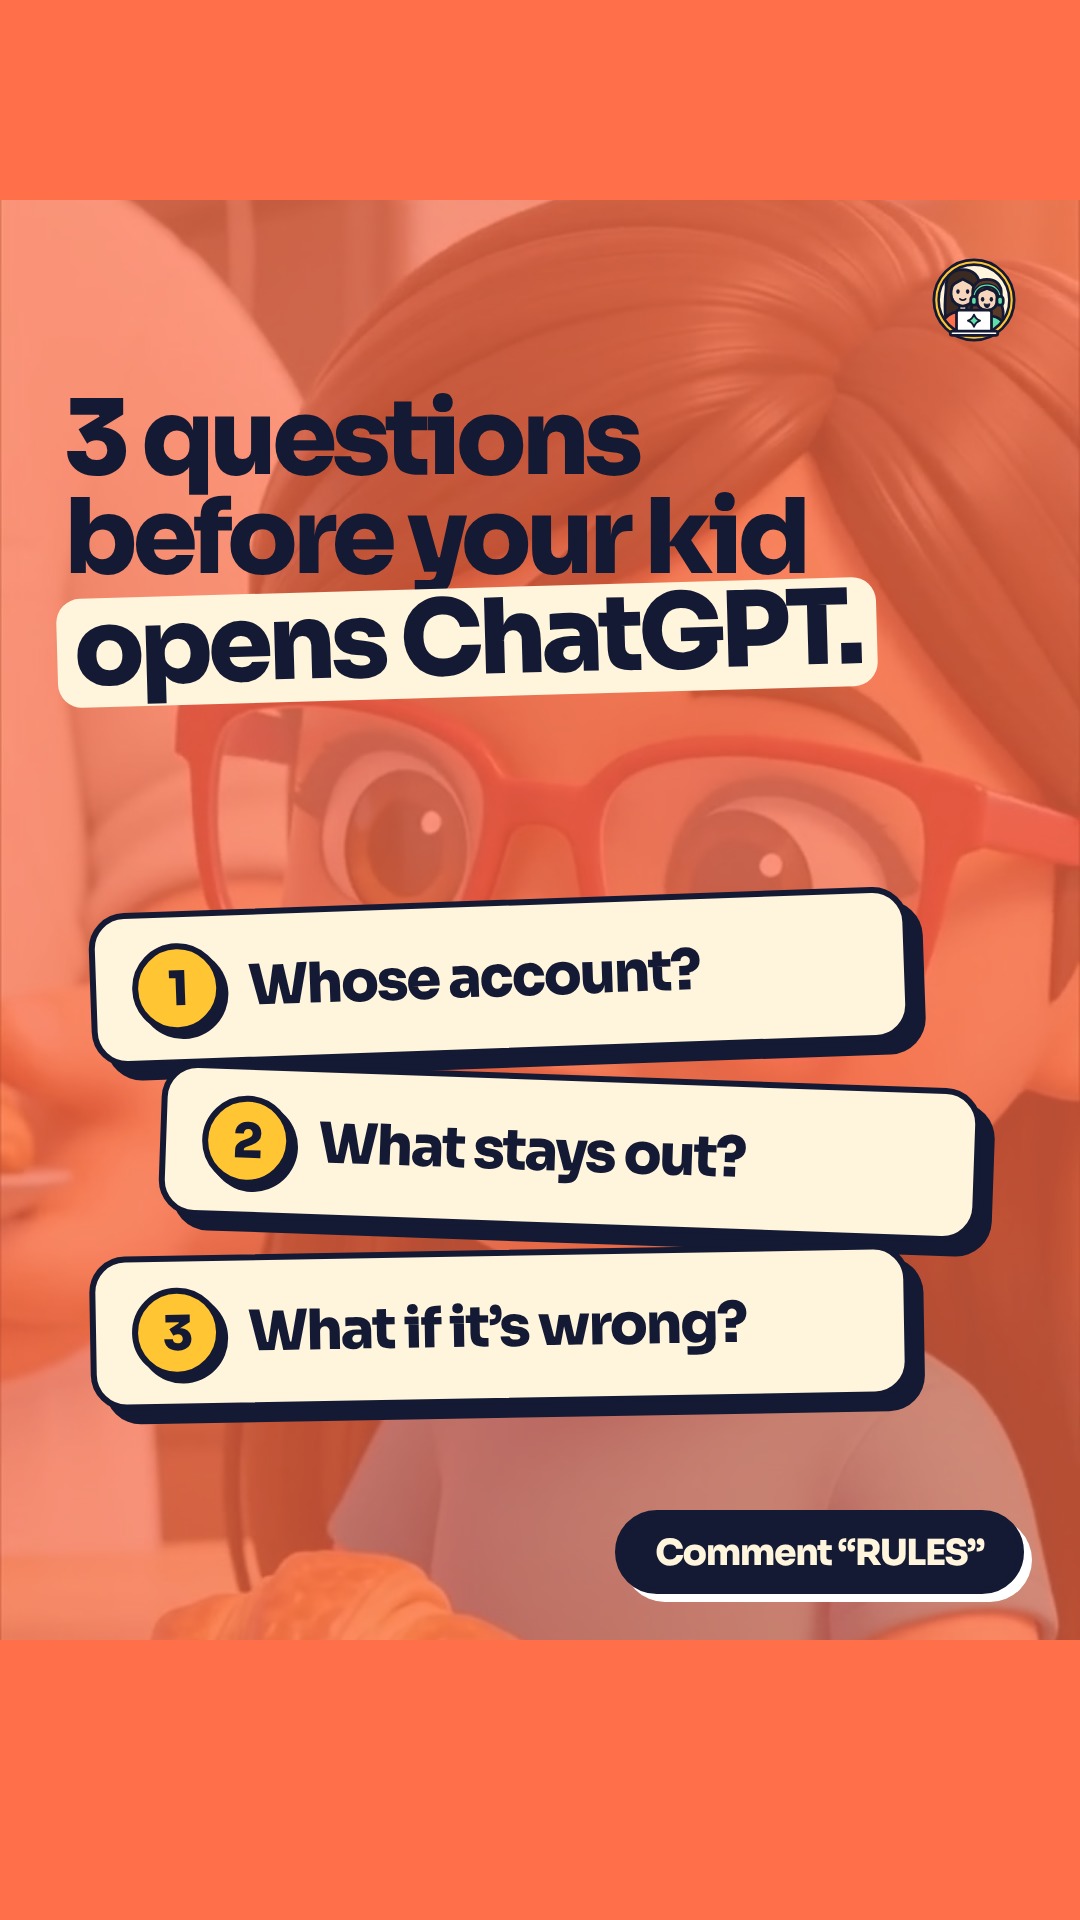 3 questions
before your kid
opens ChatGPT.
1 Whose account?
2 What stays out?
3 What if it’s wrong?
Comment “RULES”